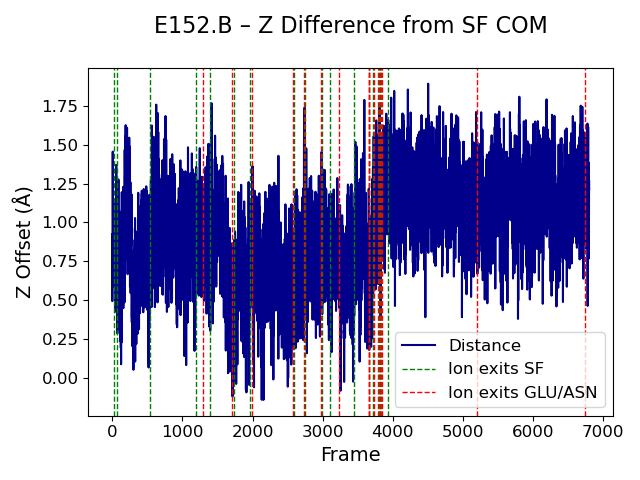 E152.B – Z Difference from SF COM
Z Offset (Å)
1.75
1.50
1.25
1.00
0.75
0.50
0.25
0.00
Distance
Ion exits SF
Ion exits GLU/ASN
0 1000 2000 3000 4000 5000 6000 7000
Frame